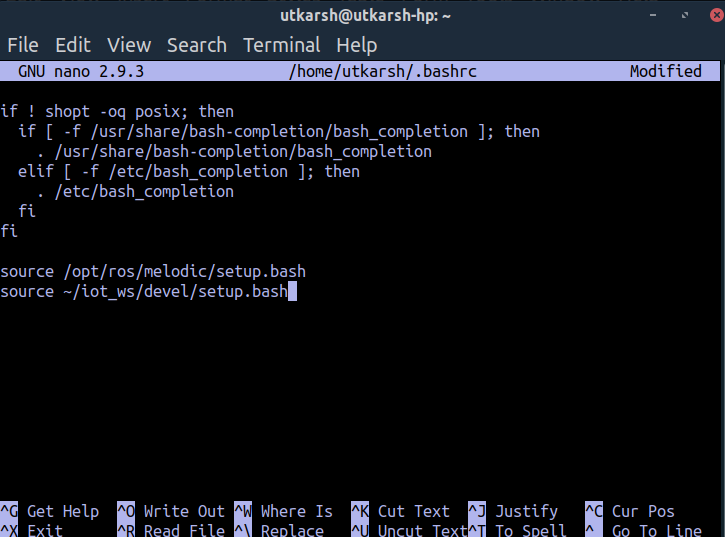 utkarsh@utkarsh-hp: ~
File Edit View Search Terminal Help
GNU nano 2.9.3 /home/utkarsh/.bashrc Modified
if ! shopt -oq posix; then
  if [ -f /usr/share/bash-completion/bash_completion ]; then
    . /usr/share/bash-completion/bash_completion
  elif [ -f /etc/bash_completion ]; then
    . /etc/bash_completion
  fi
fi
source /opt/ros/melodic/setup.bash
source ~/iot_ws/devel/setup.bash
^G Get Help ^O Write Out ^W Where Is ^K Cut Text ^J Justify ^C Cur Pos
^X Exit ^R Read File ^\ Replace ^U Uncut Text ^T To Spell ^_ Go To Line